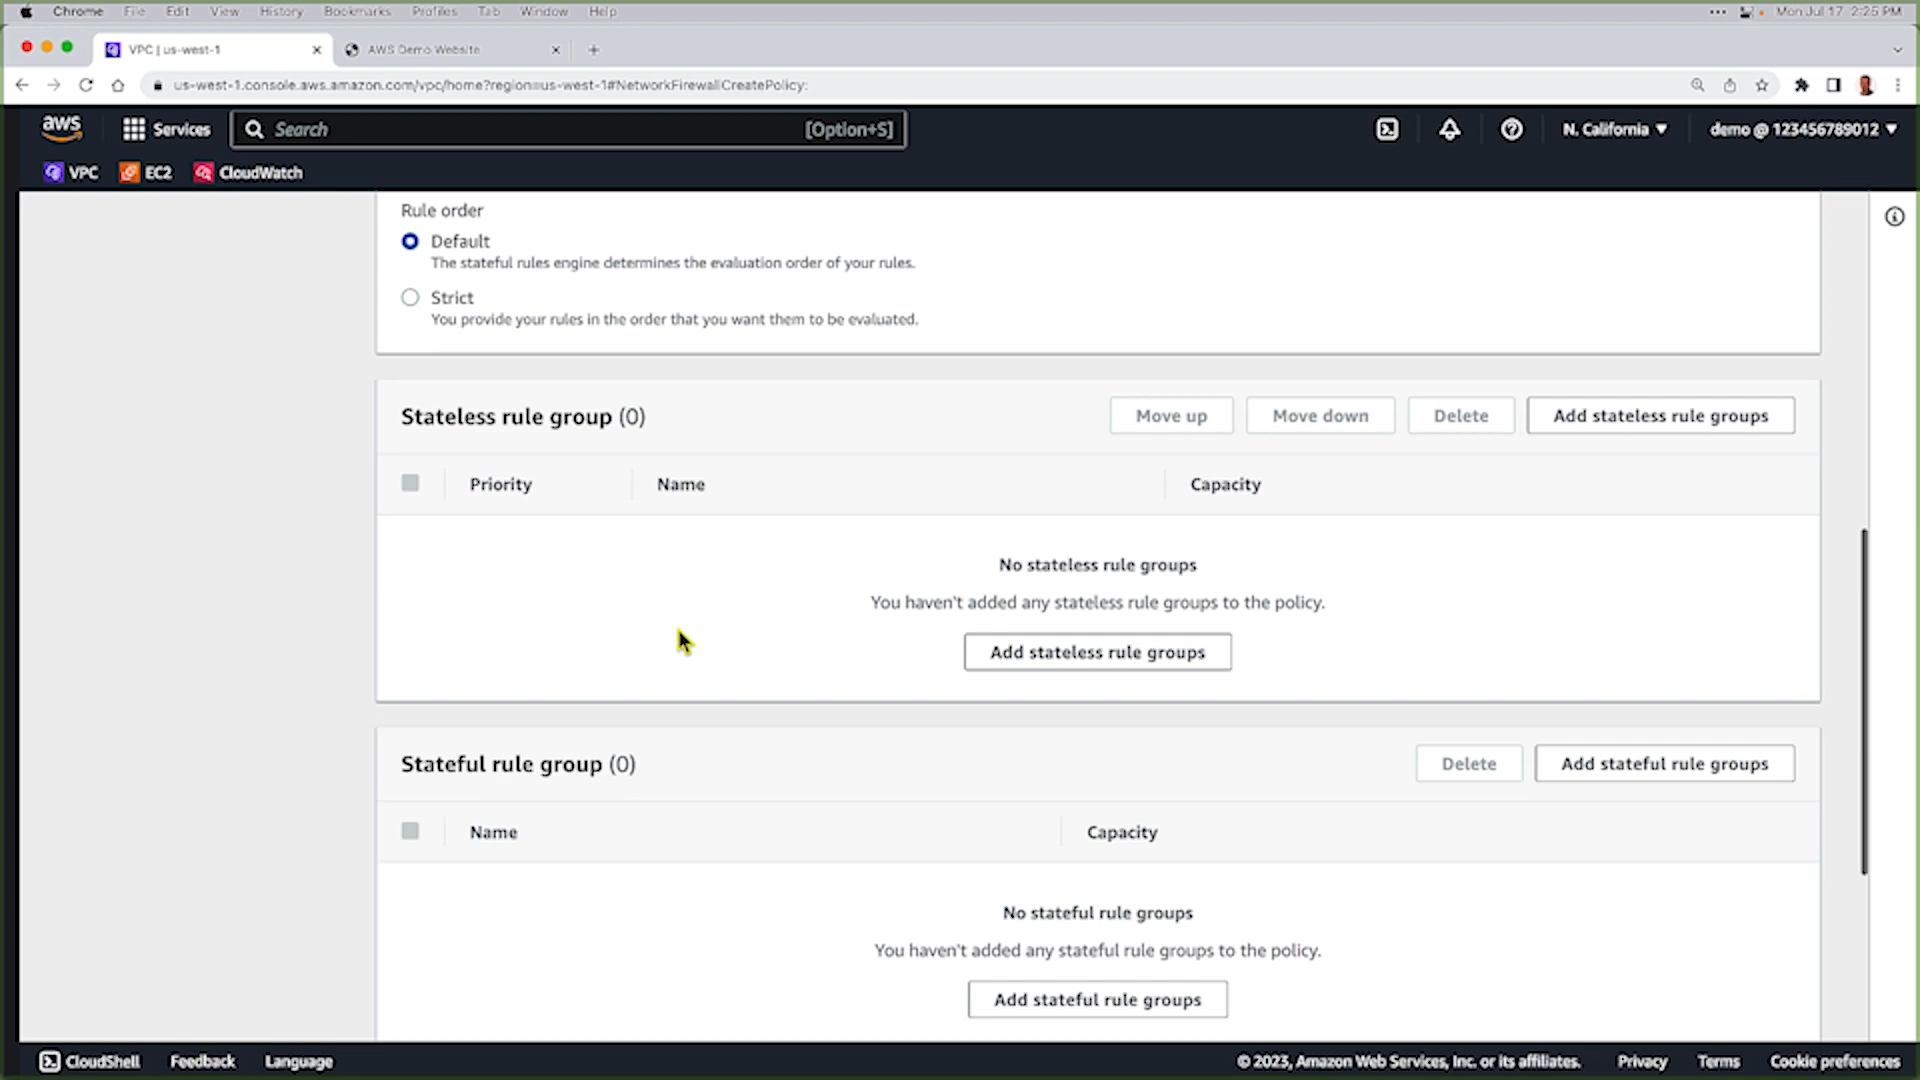 Chrome File Edit View History Bookmarks Profiles Tab Window Help Mon Jul 17 2:25 PM
VPC | us-west-1 AWS Demo Website
us-west-1.console.aws.amazon.com/vpc/home?region=us-west-1#NetworkFirewallCreatePolicy:
aws Services Search [Option+S] N. California demo @ 123456789012
VPC EC2 CloudWatch
Rule order
Default
The stateful rules engine determines the evaluation order of your rules.
Strict
You provide your rules in the order that you want them to be evaluated.
Stateless rule group (0) Move up Move down Delete Add stateless rule groups
Priority Name Capacity
No stateless rule groups
You haven't added any stateless rule groups to the policy.
Add stateless rule groups
Stateful rule group (0) Delete Add stateful rule groups
Name Capacity
No stateful rule groups
You haven't added any stateful rule groups to the policy.
Add stateful rule groups
CloudShell Feedback Language © 2023, Amazon Web Services, Inc. or its affiliates. Privacy Terms Cookie preferences